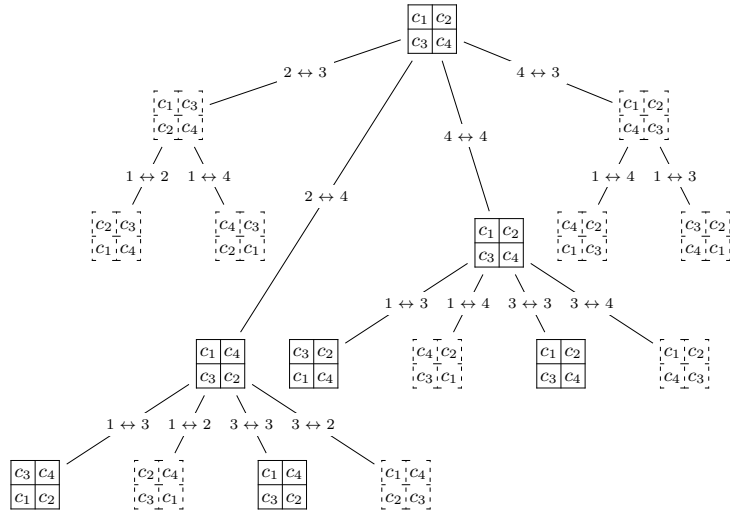 c₁ c₂
c₃ c₄
2 ↔ 3
4 ↔ 3
c₁ c₃
c₂ c₄
c₁ c₂
c₄ c₃
4 ↔ 4
1 ↔ 2 1 ↔ 4
1 ↔ 4 1 ↔ 3
2 ↔ 4
c₂ c₃
c₁ c₄
c₄ c₃
c₂ c₁
c₁ c₂
c₃ c₄
c₄ c₂
c₁ c₃
c₃ c₂
c₄ c₁
1 ↔ 3 1 ↔ 4 3 ↔ 3 3 ↔ 4
c₁ c₄
c₃ c₂
c₃ c₂
c₁ c₄
c₄ c₂
c₃ c₁
c₁ c₂
c₃ c₄
c₁ c₂
c₄ c₃
1 ↔ 3 1 ↔ 2 3 ↔ 3 3 ↔ 2
c₃ c₄
c₁ c₂
c₂ c₄
c₃ c₁
c₁ c₄
c₃ c₂
c₁ c₄
c₂ c₃